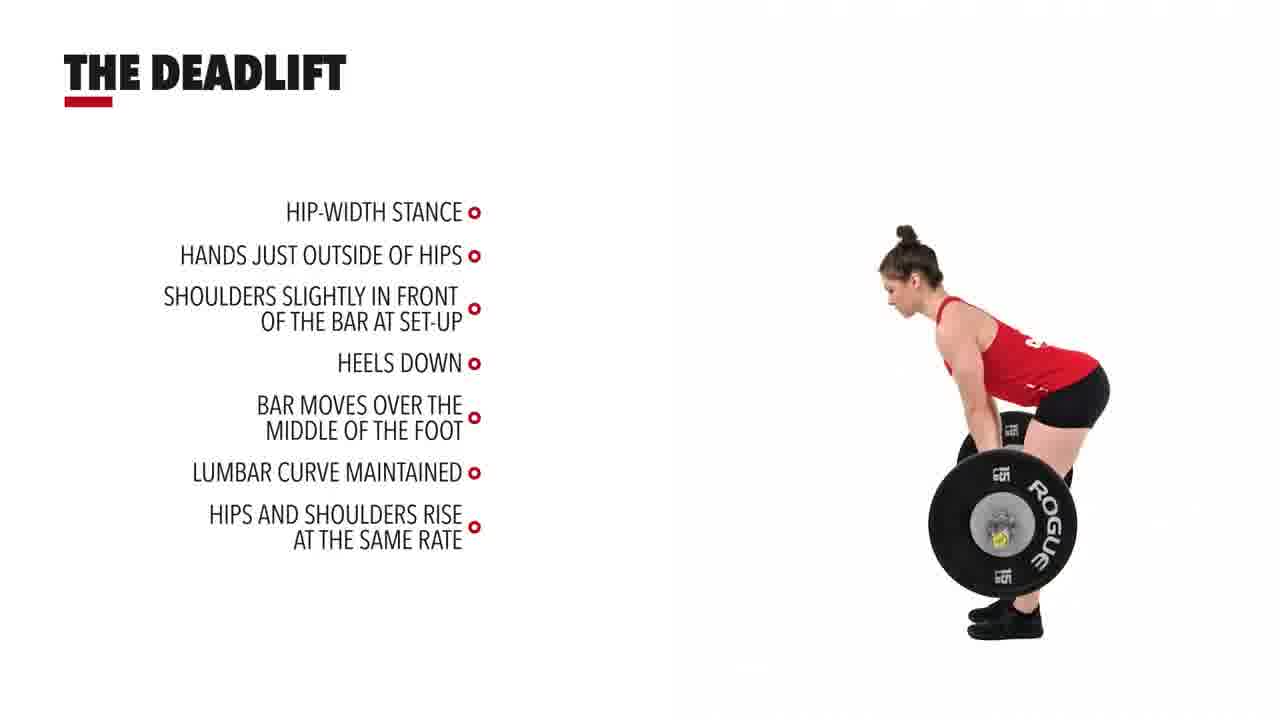 THE DEADLIFT
HIP-WIDTH STANCE
HANDS JUST OUTSIDE OF HIPS
SHOULDERS SLIGHTLY IN FRONT
OF THE BAR AT SET-UP
HEELS DOWN
BAR MOVES OVER THE
MIDDLE OF THE FOOT
LUMBAR CURVE MAINTAINED
HIPS AND SHOULDERS RISE
AT THE SAME RATE
15
15 LB
ROGUE
15 LB